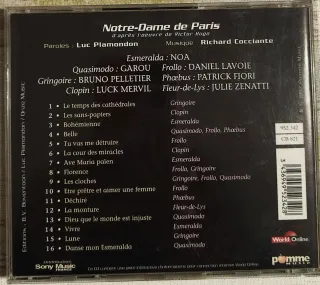 Notre-Dame de Paris
d'après l'œuvre de Victor Hugo
Paroles : Luc Plamondon Musique : Richard Cocciante
Esmeralda : NOA
Quasimodo : GAROU Frollo : DANIEL LAVOIE
Gringoire : BRUNO PELLETIER Phœbus : PATRICK FIORI
Clopin : LUCK MERVIL Fleur-de-Lys : JULIE ZENATTI
1 • Le temps des cathédrales Gringoire
2 • Les sans-papiers Clopin
3 • Bohémienne Esmeralda
4 • Belle Quasimodo, Frollo, Phœbus
5 • Tu vas me détruire Frollo
6 • La cour des miracles Clopin
7 • Ave Maria païen Esmeralda
8 • Florence Frollo, Gringoire
9 • Les cloches Gringoire, Frollo, Quasimodo
10 • Etre prêtre et aimer une femme Frollo
11 • Déchiré Phœbus
12 • La monture Fleur-de-Lys
13 • Dieu que le monde est injuste Quasimodo
14 • Vivre Esmeralda
15 • Lune Gringoire
16 • Danse mon Esmeralda Quasimodo
Sony Music
World Online
pomme
music